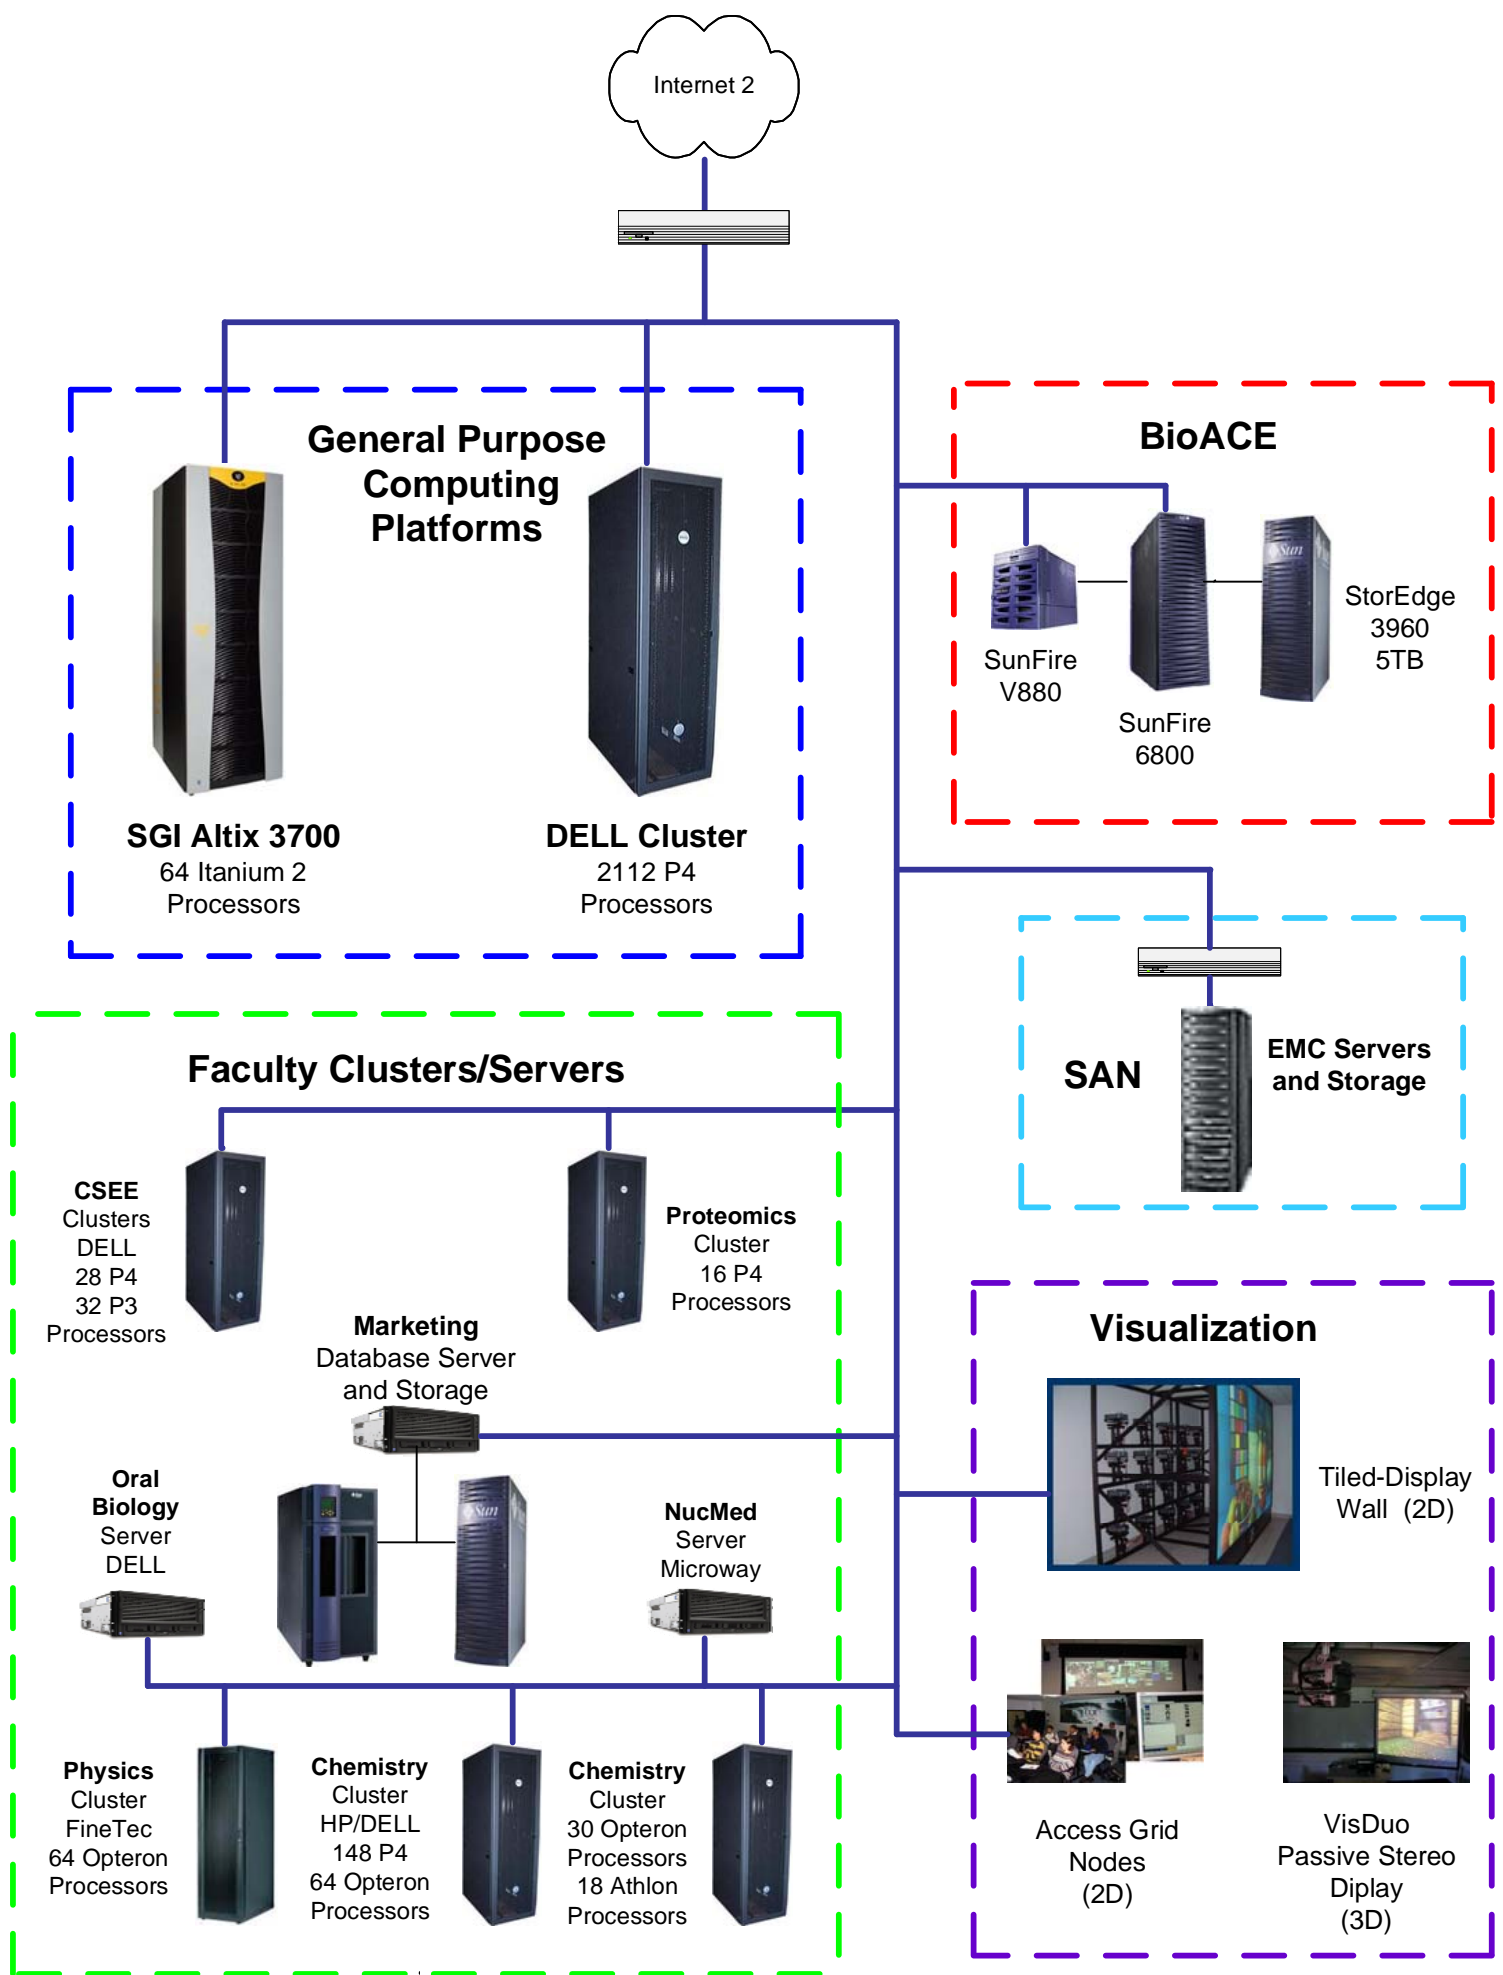 Internet 2
General Purpose
Computing
Platforms
SGI Altix 3700
64 Itanium 2
Processors
DELL Cluster
2112 P4
Processors
BioACE
Sun
SunFire
V880
SunFire
6800
StorEdge
3960
5TB
SAN
EMC Servers
and Storage
Faculty Clusters/Servers
CSEE
Clusters
DELL
28 P4
32 P3
Processors
Proteomics
Cluster
16 P4
Processors
Marketing
Database Server
and Storage
Sun
Oral
Biology
Server
DELL
NucMed
Server
Microway
Physics
Cluster
FineTec
64 Opteron
Processors
Chemistry
Cluster
HP/DELL
148 P4
64 Opteron
Processors
Chemistry
Cluster
30 Opteron
Processors
18 Athlon
Processors
Visualization
Tiled-Display
Wall (2D)
Access Grid
Nodes
(2D)
VisDuo
Passive Stereo
Diplay
(3D)